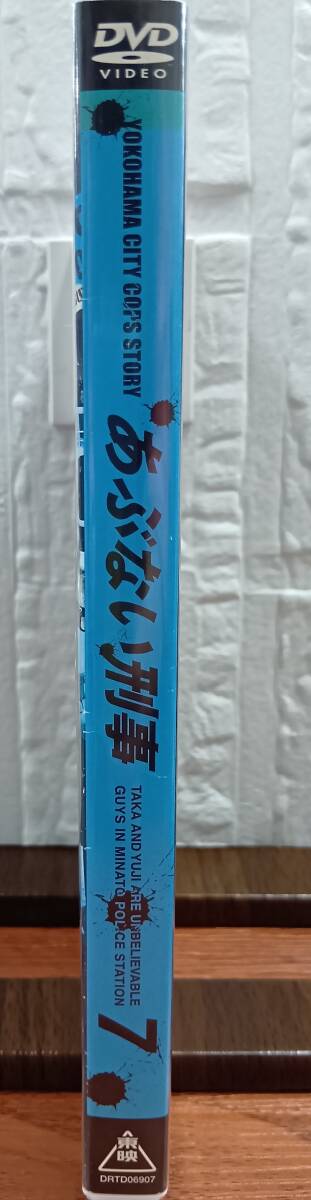 DVD
VIDEO
YOKOHAMA CITY COPS STORY
あぶない刑事
TAKA AND YUJI ARE UNBELIEVABLE
GUYS IN MINATO POLICE STATION
7
東映
DRTD06907